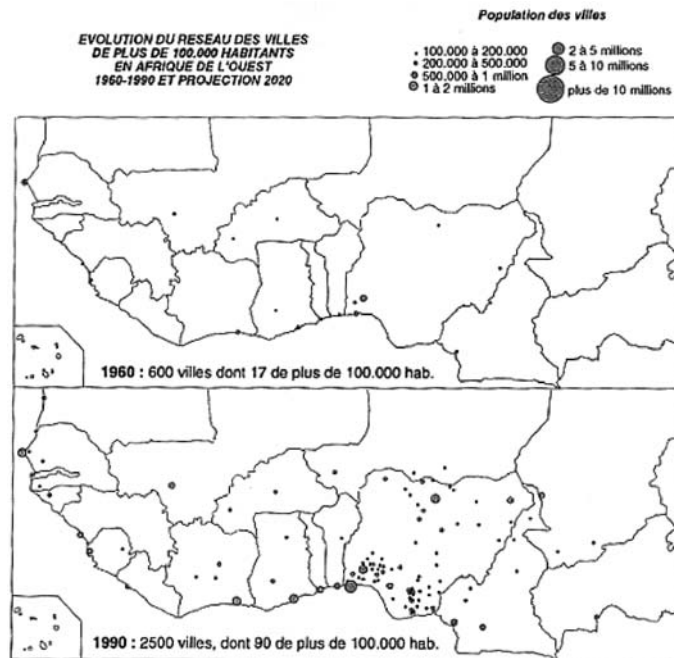 EVOLUTION DU RESEAU DES VILLES
DE PLUS DE 100.000 HABITANTS
EN AFRIQUE DE L'OUEST
1960-1990 ET PROJECTION 2020
Population des villes
100.000 à 200.000
200.000 à 500.000
500.000 à 1 million
1 à 2 millions
2 à 5 millions
5 à 10 millions
plus de 10 millions
1960 : 600 villes dont 17 de plus de 100.000 hab.
1990 : 2500 villes, dont 90 de plus de 100.000 hab.